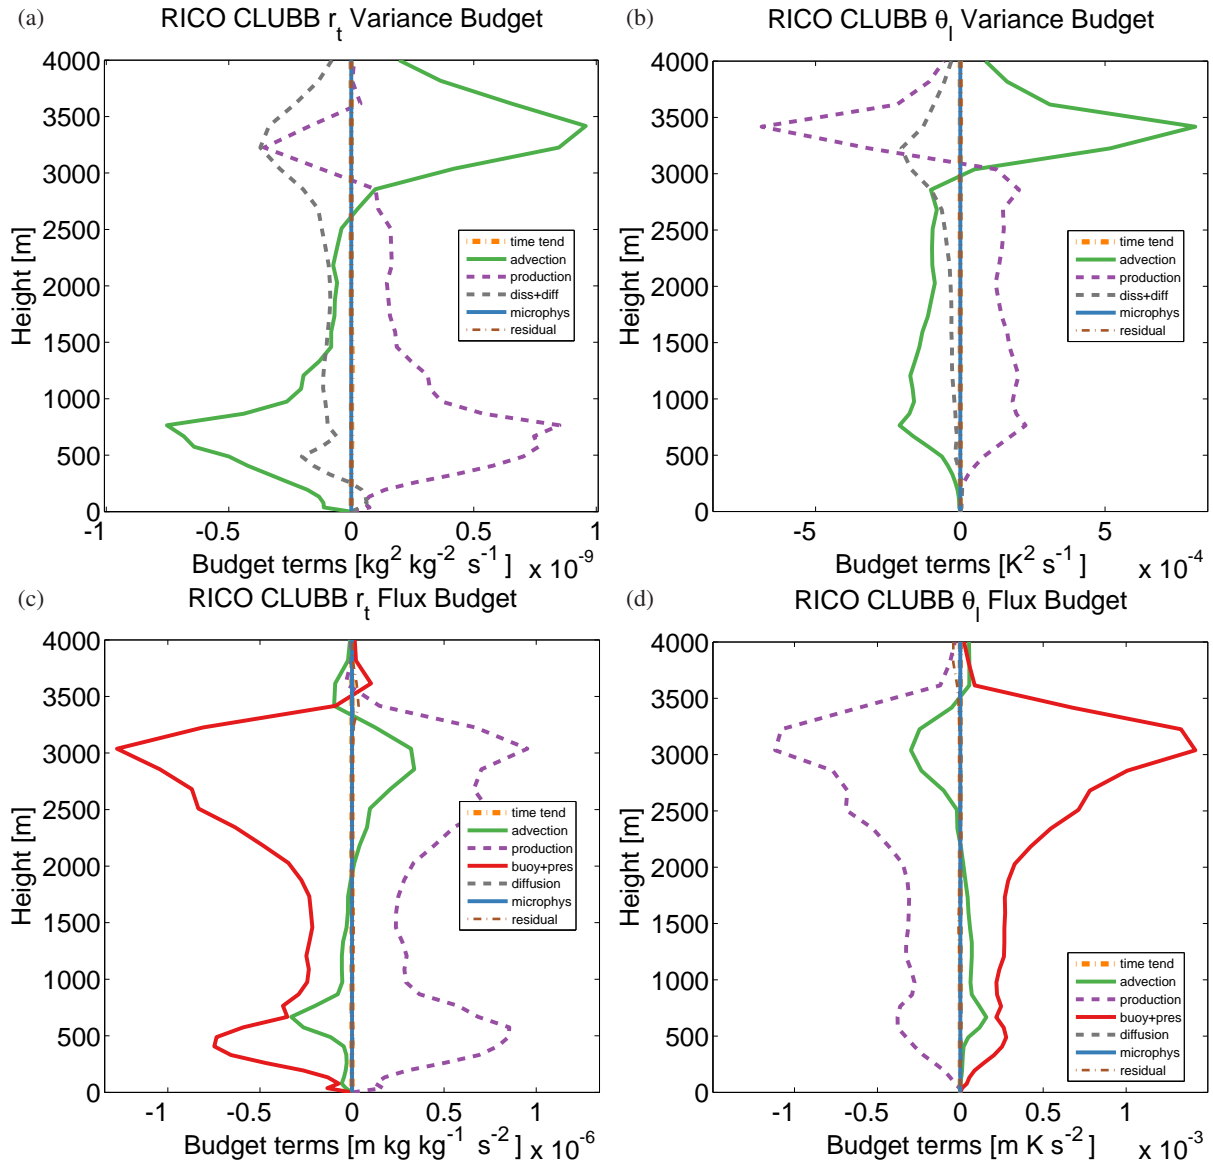 (a)
RICO CLUBB r_t Variance Budget
4000
3500
3000
2500
2000
1500
1000
500
0
Height [m]
time tend
advection
production
diss+diff
microphys
residual
-1
-0.5
0
0.5
1
Budget terms [kg² kg⁻² s⁻¹]
x 10⁻⁹
(b)
RICO CLUBB θ_l Variance Budget
4000
3500
3000
2500
2000
1500
1000
500
0
Height [m]
time tend
advection
production
diss+diff
microphys
residual
-5
0
5
Budget terms [K² s⁻¹]
x 10⁻⁴
(c)
RICO CLUBB r_t Flux Budget
4000
3500
3000
2500
2000
1500
1000
500
0
Height [m]
time tend
advection
production
buoy+pres
diffusion
microphys
residual
-1
-0.5
0
0.5
1
Budget terms [m kg kg⁻¹ s⁻²]
x 10⁻⁶
(d)
RICO CLUBB θ_l Flux Budget
4000
3500
3000
2500
2000
1500
1000
500
0
Height [m]
time tend
advection
production
buoy+pres
diffusion
microphys
residual
-1
-0.5
0
0.5
1
Budget terms [m K s⁻²]
x 10⁻³